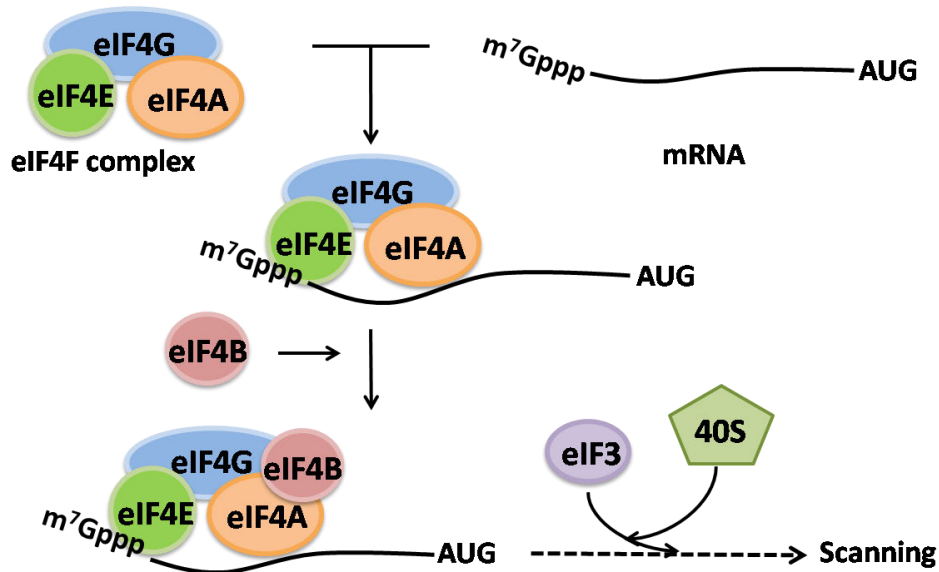 eIF4G
eIF4E
eIF4A
eIF4F complex
m⁷Gppp
AUG
mRNA
eIF4G
eIF4E
eIF4A
m⁷Gppp
AUG
eIF4B
eIF4G
eIF4B
eIF4E
eIF4A
m⁷Gppp
AUG
eIF3
40S
Scanning